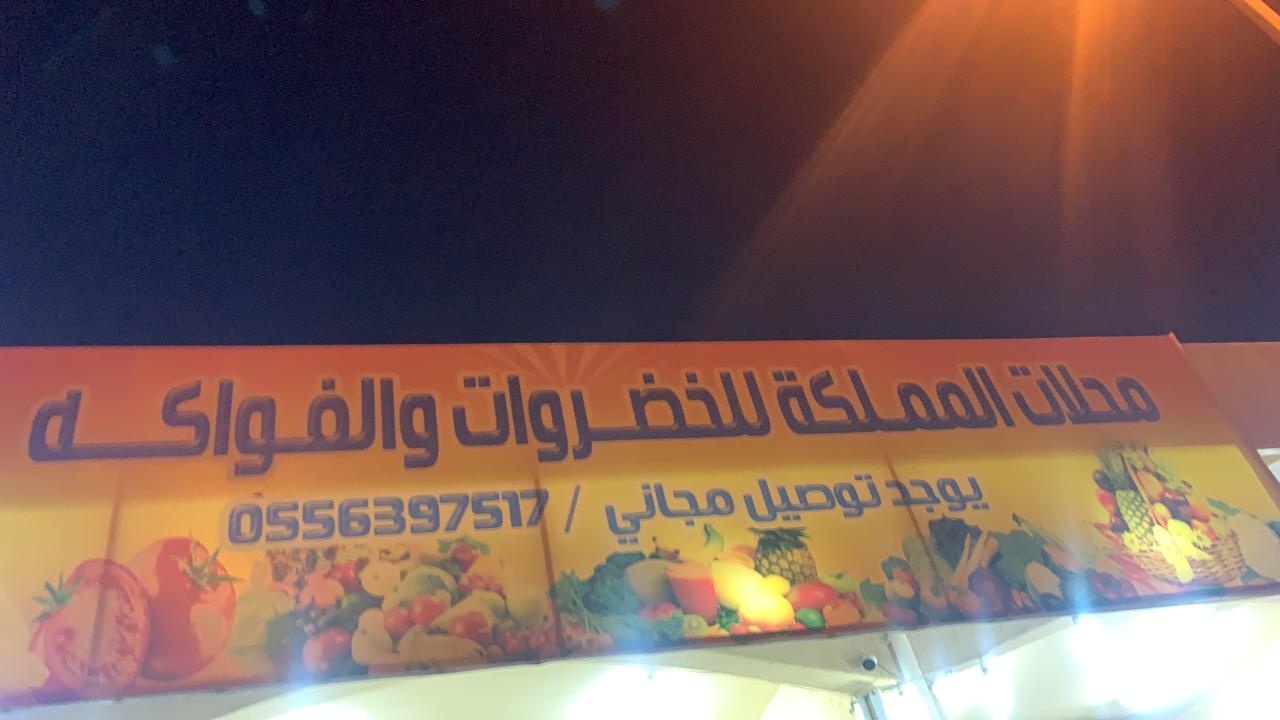 محلات المملكة للخضروات والفواكه
يوجد توصيل مجاني / 0556397517